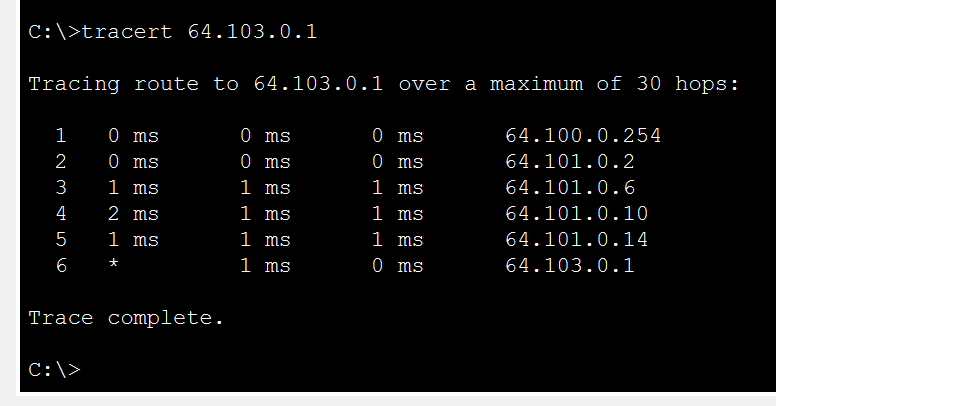 C:\>tracert 64.103.0.1
Tracing route to 64.103.0.1 over a maximum of 30 hops:
1 0 ms 0 ms 0 ms 64.100.0.254
2 0 ms 0 ms 0 ms 64.101.0.2
3 1 ms 1 ms 1 ms 64.101.0.6
4 2 ms 1 ms 1 ms 64.101.0.10
5 1 ms 1 ms 1 ms 64.101.0.14
6 * 1 ms 0 ms 64.103.0.1
Trace complete.
C:\>